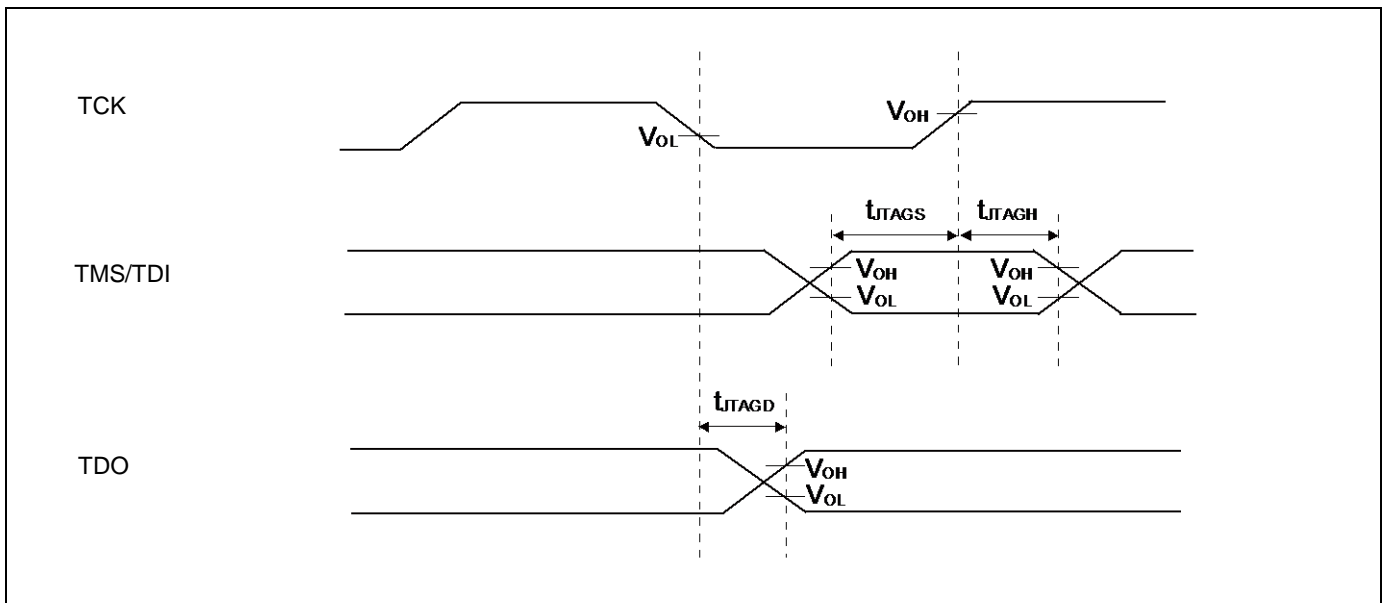 TCK
VOH
VOL
tJTAGS tJTAGH
TMS/TDI
VOH VOH
VOL VOL
tJTAGD
TDO
VOH
VOL